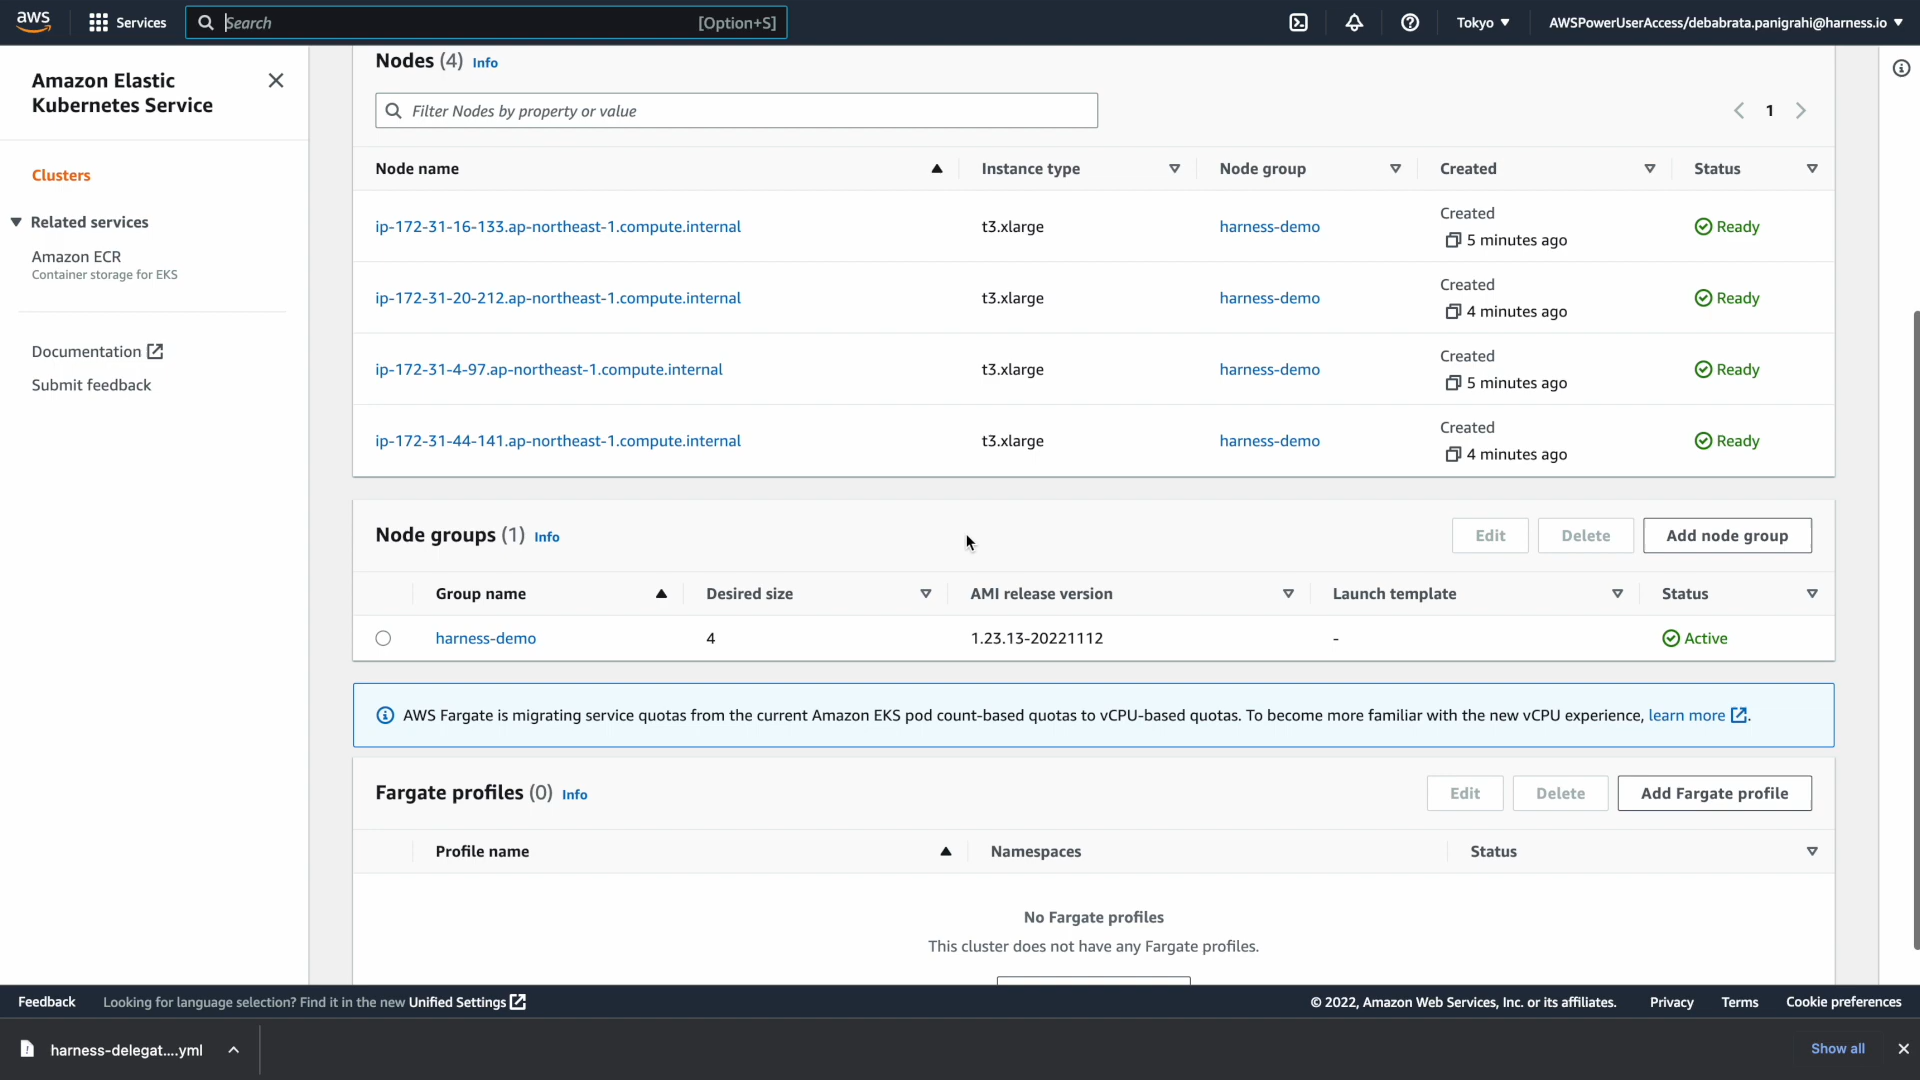 aws
Services
Search
[Option+S]
Tokyo
AWSPowerUserAccess/debabrata.panigrahi@harness.io
Amazon Elastic
Kubernetes Service
Clusters
Related services
Amazon ECR
Container storage for EKS
Documentation
Submit feedback
Nodes (4) Info
Filter Nodes by property or value
1
Node name Instance type Node group Created Status
ip-172-31-16-133.ap-northeast-1.compute.internal t3.xlarge harness-demo Created 5 minutes ago Ready
ip-172-31-20-212.ap-northeast-1.compute.internal t3.xlarge harness-demo Created 4 minutes ago Ready
ip-172-31-4-97.ap-northeast-1.compute.internal t3.xlarge harness-demo Created 5 minutes ago Ready
ip-172-31-44-141.ap-northeast-1.compute.internal t3.xlarge harness-demo Created 4 minutes ago Ready
Node groups (1) Info
Edit Delete Add node group
Group name Desired size AMI release version Launch template Status
harness-demo 4 1.23.13-20221112 - Active
AWS Fargate is migrating service quotas from the current Amazon EKS pod count-based quotas to vCPU-based quotas. To become more familiar with the new vCPU experience, learn more.
Fargate profiles (0) Info
Edit Delete Add Fargate profile
Profile name Namespaces Status
No Fargate profiles
This cluster does not have any Fargate profiles.
Feedback Looking for language selection? Find it in the new Unified Settings
© 2022, Amazon Web Services, Inc. or its affiliates. Privacy Terms Cookie preferences
harness-delegat....yml
Show all